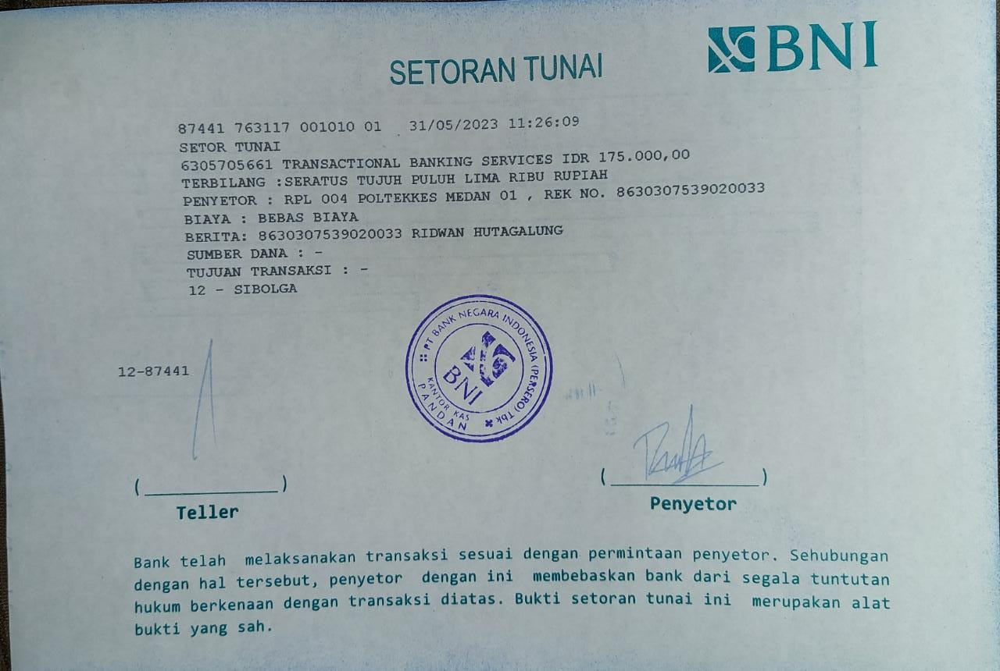 BNI
SETORAN TUNAI
87441 763117 001010 01 31/05/2023 11:26:09
SETOR TUNAI
6305705661 TRANSACTIONAL BANKING SERVICES IDR 175.000,00
TERBILANG :SERATUS TUJUH PULUH LIMA RIBU RUPIAH
PENYETOR : RPL 004 POLTEKKES MEDAN 01 , REK NO. 8630307539020033
BIAYA : BEBAS BIAYA
BERITA: 8630307539020033 RIDWAN HUTAGALUNG
SUMBER DANA : -
TUJUAN TRANSAKSI : -
12 - SIBOLGA
PT BANK NEGARA INDONESIA (PERSERO) Tbk
BNI
KANTOR KAS
PANDAN
12-87441
(____________) (____________)
Teller Penyetor
Bank telah melaksanakan transaksi sesuai dengan permintaan penyetor. Sehubungan
dengan hal tersebut, penyetor dengan ini membebaskan bank dari segala tuntutan
hukum berkenaan dengan transaksi diatas. Bukti setoran tunai ini merupakan alat
bukti yang sah.